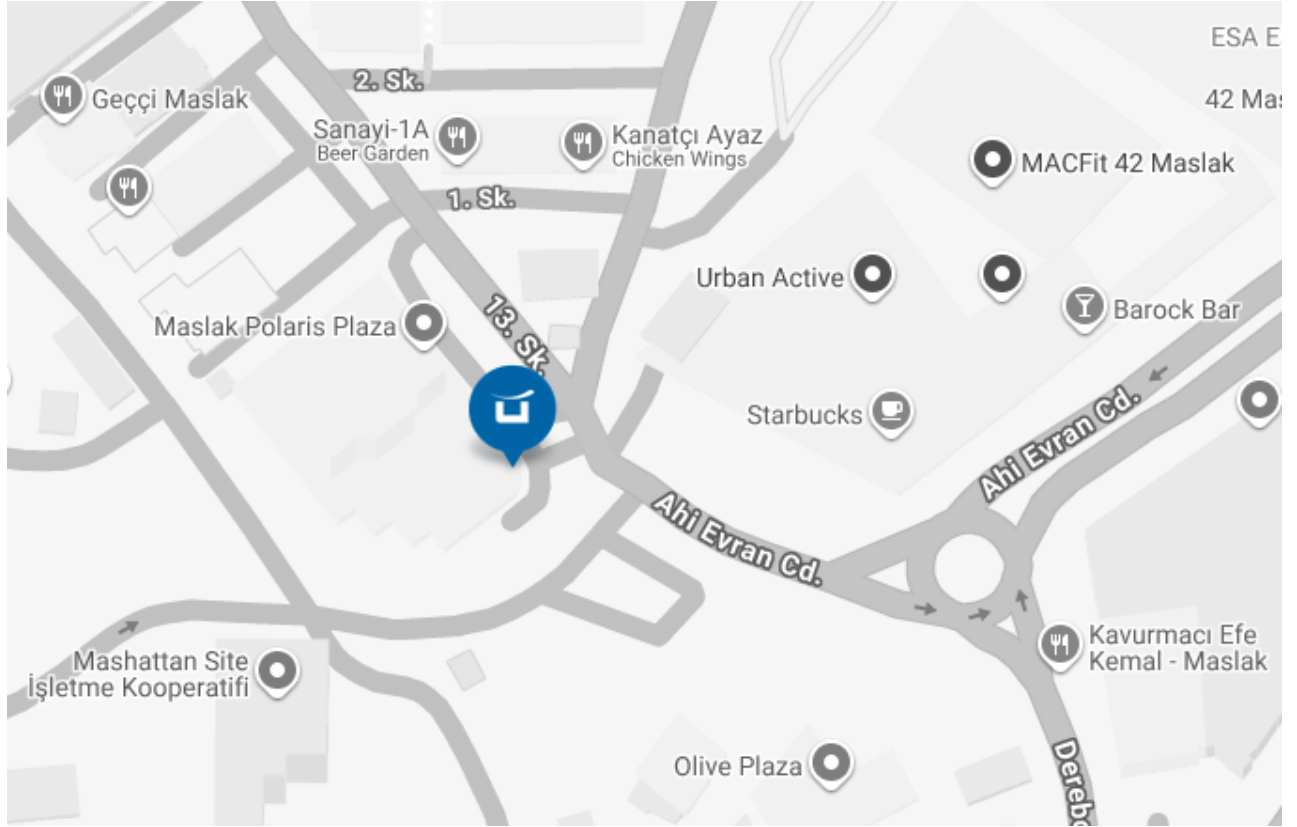 ESA E
2. Sk.
Geççi Maslak
42 Mas
Sanayi-1A
Beer Garden
Kanatçı Ayaz
Chicken Wings
MACFit 42 Maslak
1. Sk.
Urban Active
Barock Bar
13. Sk.
Maslak Polaris Plaza
Starbucks
Ahi Evran Cd.
Ahi Evran Cd.
Kavurmacı Efe
Kemal - Maslak
Mashattan Site
İşletme Kooperatifi
Olive Plaza
Derebo